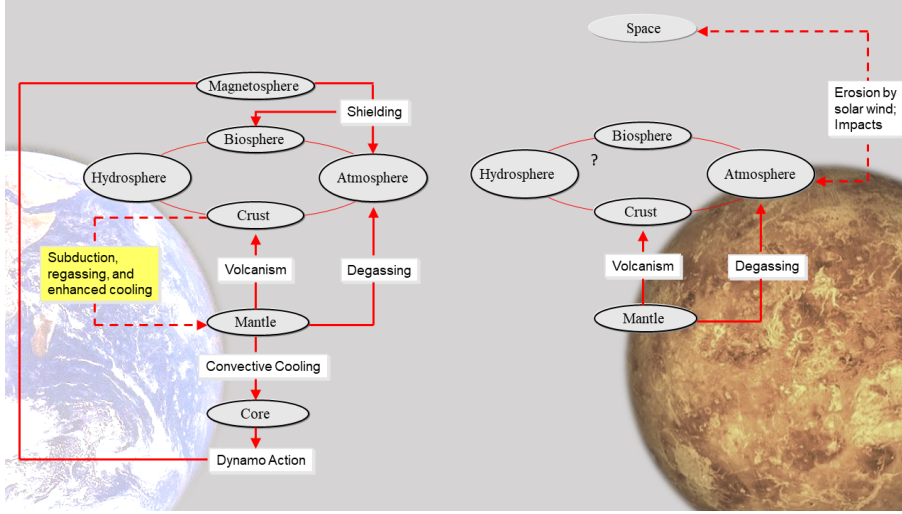 Magnetosphere
Shielding
Biosphere
Hydrosphere
Atmosphere
Crust
Subduction,
regassing, and
enhanced cooling
Volcanism
Degassing
Mantle
Convective Cooling
Core
Dynamo Action
Space
Erosion by
solar wind;
Impacts
Biosphere
?
Hydrosphere
Atmosphere
Crust
Volcanism
Degassing
Mantle